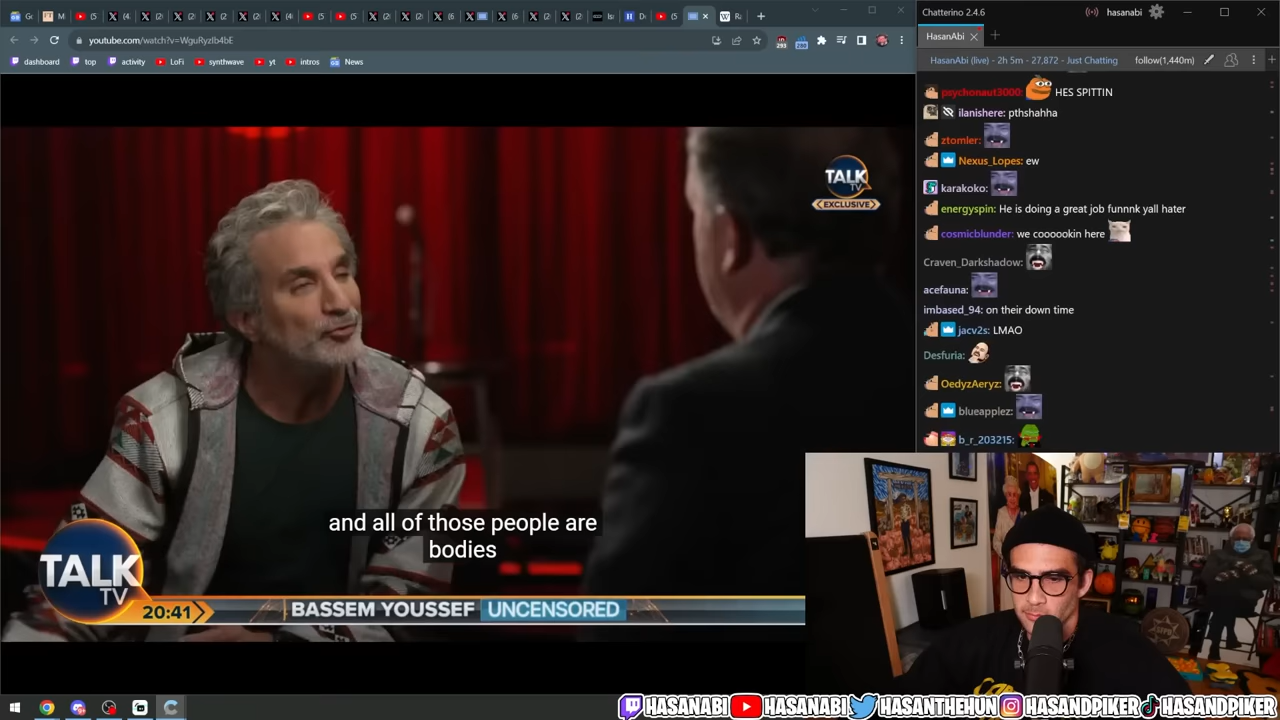 youtube.com/watch?v=WguRyzIb4bE
dashboard
top
activity
LoFi
synthwave
yt
intros
News
TALK
TV
EXCLUSIVE
and all of those people are
bodies
TALK
TV
20:41
BASSEM YOUSSEF UNCENSORED
Chatterino 2.4.6
hasanabi
HasanAbi
HasanAbi (live) - 2h 5m - 27,872 - Just Chatting
follow(1,440m)
psychonaut3000: HES SPITTIN
ilanishere: pthshahha
ztomler:
Nexus_Lopes: ew
karakoko:
energyspin: He is doing a great job funnnk yall hater
cosmicblunder: we cooooookin here
Craven_Darkshadow:
acefauna:
imbased_94: on their down time
jacv2s: LMAO
Desfuria:
OedyzAeryz:
blueapplez:
b_r_203215:
HASANABI
HASANABI
HASANTHEHUN
HASANDPIKER
HASANDPIKER